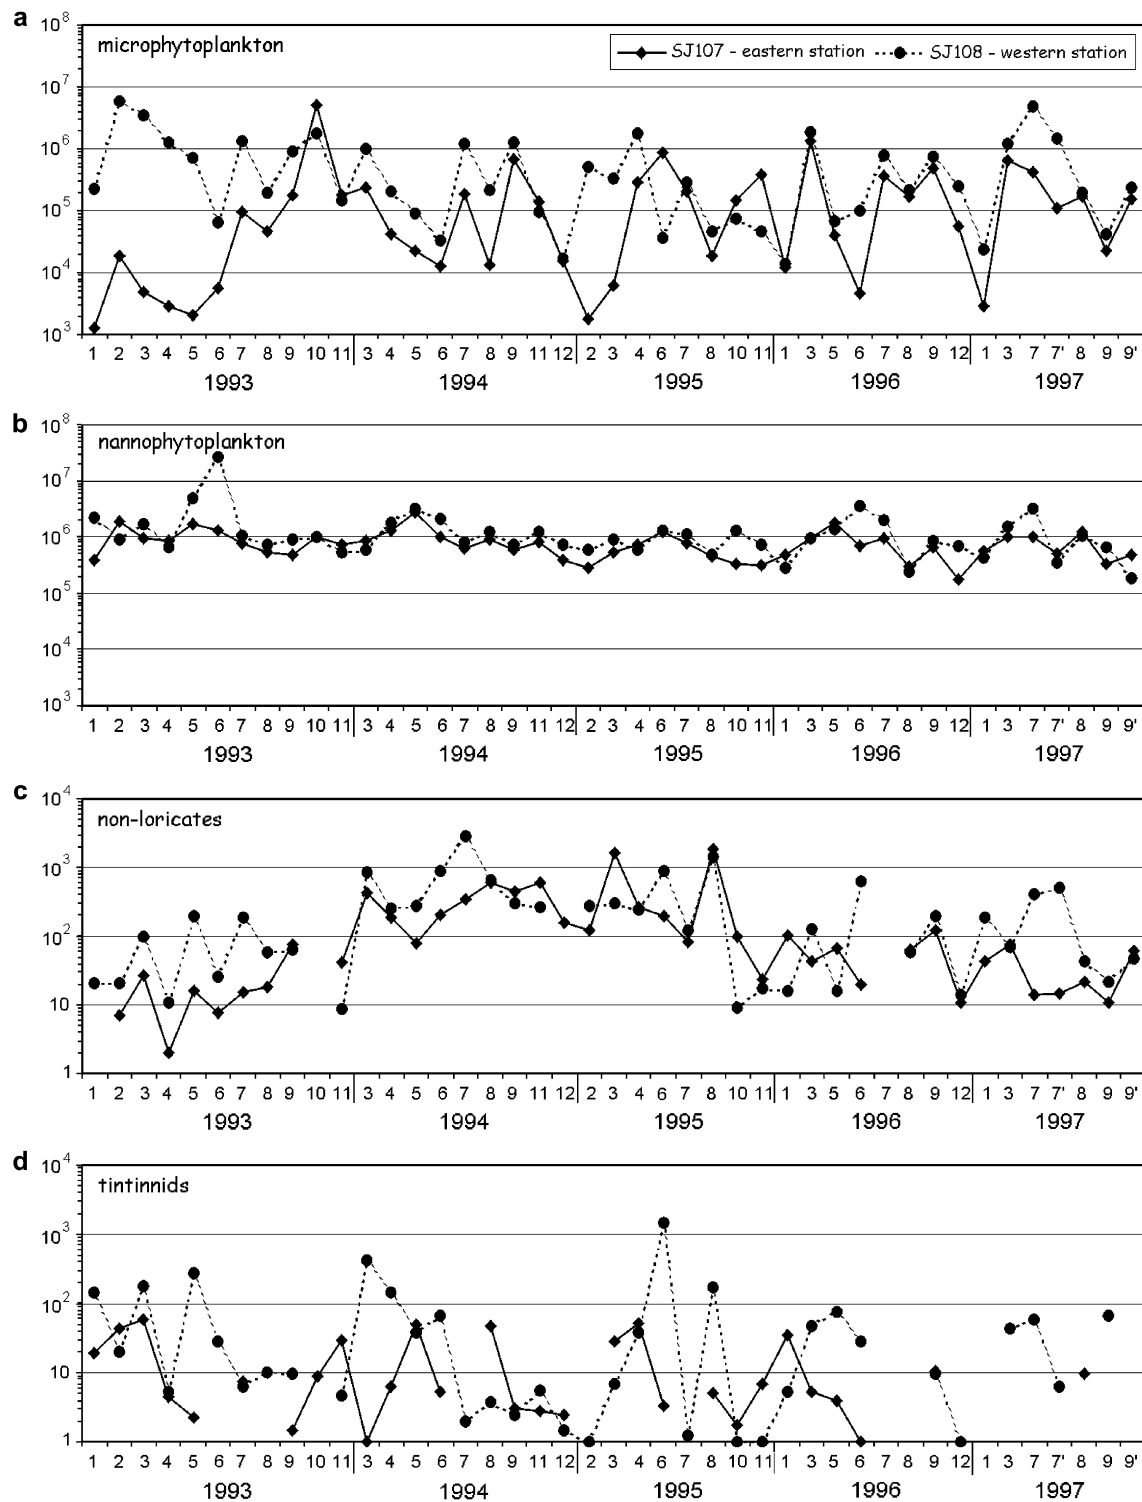 a
microphytoplankton
SJ107 - eastern station SJ108 - western station
10^8
10^7
10^6
10^5
10^4
10^3
1 2 3 4 5 6 7 8 9 10 11 3 4 5 6 7 8 9 11 12 2 3 4 6 7 8 10 11 1 3 5 6 7 8 9 12 1 3 7 7' 8 9 9'
1993 1994 1995 1996 1997
b
nannophytoplankton
10^8
10^7
10^6
10^5
10^4
10^3
1 2 3 4 5 6 7 8 9 10 11 3 4 5 6 7 8 9 11 12 2 3 4 6 7 8 10 11 1 3 5 6 7 8 9 12 1 3 7 7' 8 9 9'
1993 1994 1995 1996 1997
c
non-loricates
10^4
10^3
10^2
10
1
1 2 3 4 5 6 7 8 9 10 11 3 4 5 6 7 8 9 11 12 2 3 4 6 7 8 10 11 1 3 5 6 7 8 9 12 1 3 7 7' 8 9 9'
1993 1994 1995 1996 1997
d
tintinnids
10^4
10^3
10^2
10
1
1 2 3 4 5 6 7 8 9 10 11 3 4 5 6 7 8 9 11 12 2 3 4 6 7 8 10 11 1 3 5 6 7 8 9 12 1 3 7 7' 8 9 9'
1993 1994 1995 1996 1997